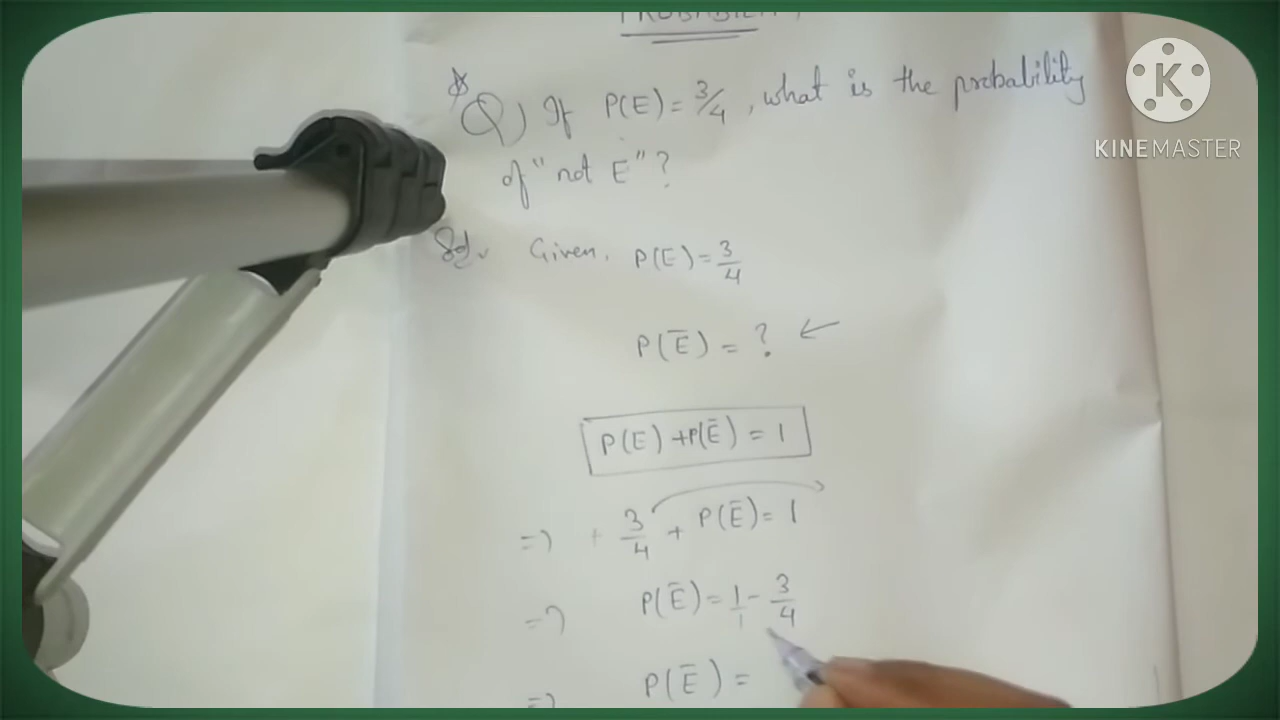 PROBABILITY
☆ Q) If P(E) = 3/4, what is the probability
of "not E"?
Sol. Given, P(E) = 3/4
P(Ē) = ? ←
P(E) + P(Ē) = 1
=> + 3/4 + P(Ē) = 1
=> P(Ē) = 1/1 - 3/4
=> P(Ē) =
K
KINEMASTER